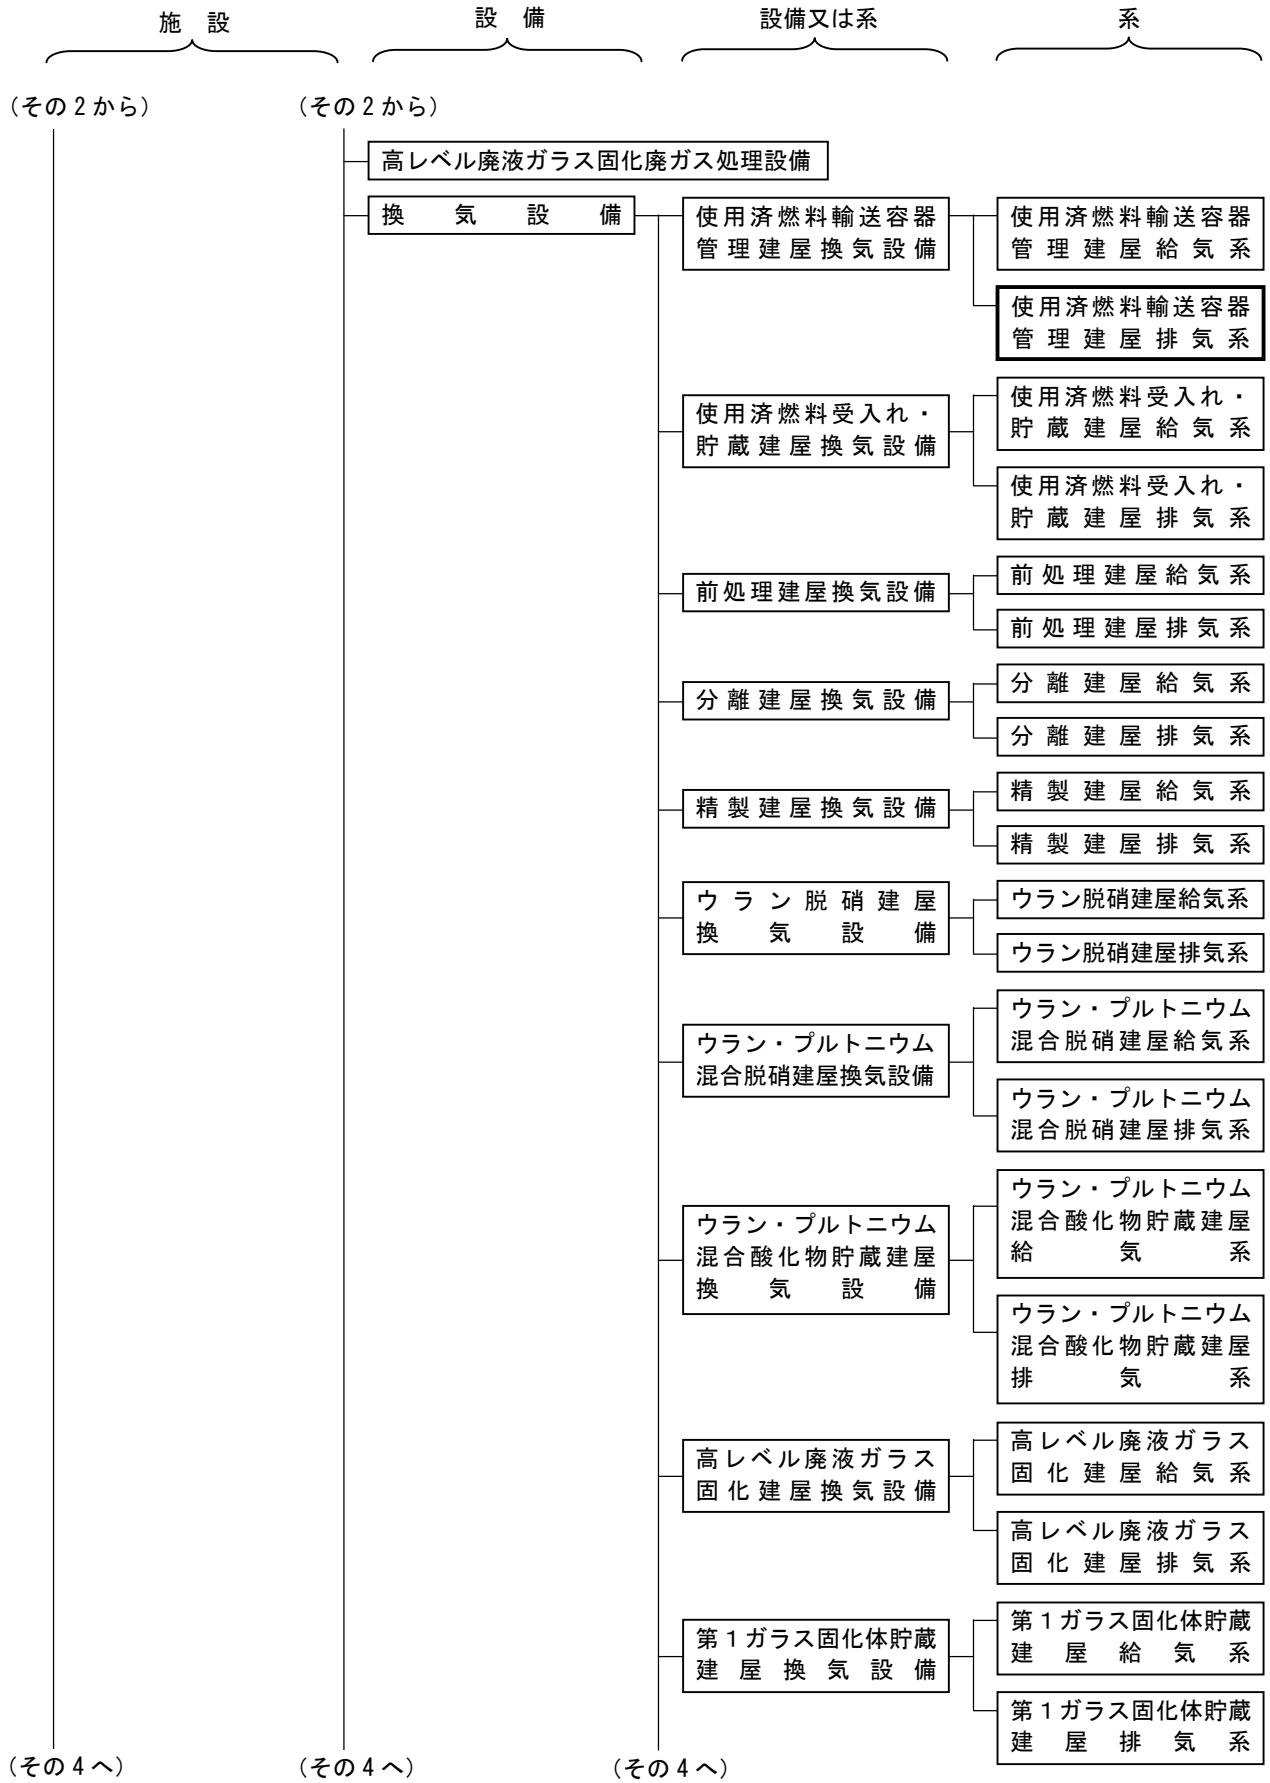 施設
設備
設備又は系
系
(その2から)
(その2から)
高レベル廃液ガラス固化廃ガス処理設備
換気設備
使用済燃料輸送容器
管理建屋換気設備
使用済燃料輸送容器
管理建屋給気系
使用済燃料輸送容器
管理建屋排気系
使用済燃料受入れ・
貯蔵建屋換気設備
使用済燃料受入れ・
貯蔵建屋給気系
使用済燃料受入れ・
貯蔵建屋排気系
前処理建屋換気設備
前処理建屋給気系
前処理建屋排気系
分離建屋換気設備
分離建屋給気系
分離建屋排気系
精製建屋換気設備
精製建屋給気系
精製建屋排気系
ウラン脱硝建屋
換気設備
ウラン脱硝建屋給気系
ウラン脱硝建屋排気系
ウラン・プルトニウム
混合脱硝建屋換気設備
ウラン・プルトニウム
混合脱硝建屋給気系
ウラン・プルトニウム
混合脱硝建屋排気系
ウラン・プルトニウム
混合酸化物貯蔵建屋
換気設備
ウラン・プルトニウム
混合酸化物貯蔵建屋
給気系
ウラン・プルトニウム
混合酸化物貯蔵建屋
排気系
高レベル廃液ガラス
固化建屋換気設備
高レベル廃液ガラス
固化建屋給気系
高レベル廃液ガラス
固化建屋排気系
第1ガラス固化体貯蔵
建屋換気設備
第1ガラス固化体貯蔵
建屋給気系
第1ガラス固化体貯蔵
建屋排気系
(その4へ)
(その4へ)
(その4へ)